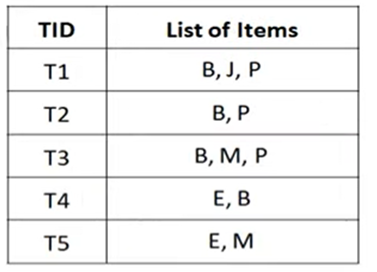 TID List of Items
T1 B, J, P
T2 B, P
T3 B, M, P
T4 E, B
T5 E, M